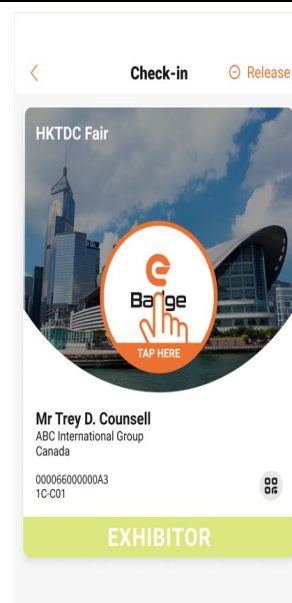 Check-in
Release
HKTDC Fair
Badge
TAP HERE
Mr Trey D. Counsell
ABC International Group
Canada
000066000000A3
1C-C01
EXHIBITOR